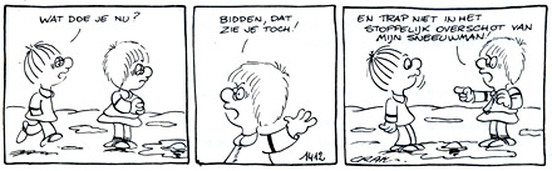 WAT DOE JE NU?
BIDDEN, DAT
ZIE JE TOCH!
1412
EN TRAP NIET IN HET
STOFFELIJK OVERSCHOT VAN
MIJN SNEEUWMAN!